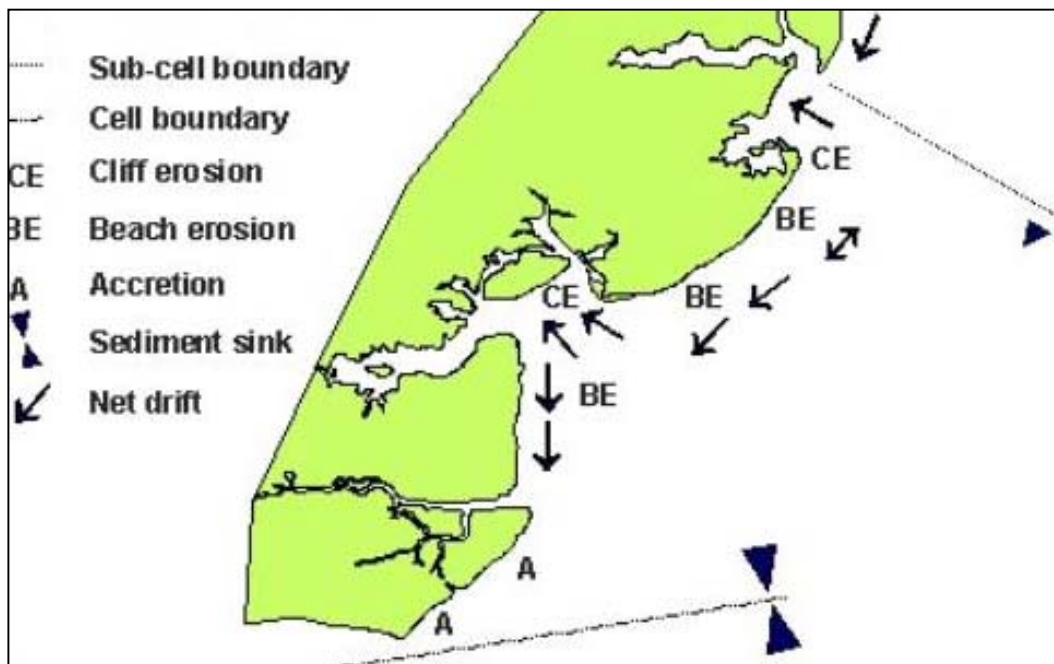 Sub-cell boundary
Cell boundary
CE Cliff erosion
BE Beach erosion
A Accretion
Sediment sink
Net drift
CE
BE
CE
BE
BE
A
A